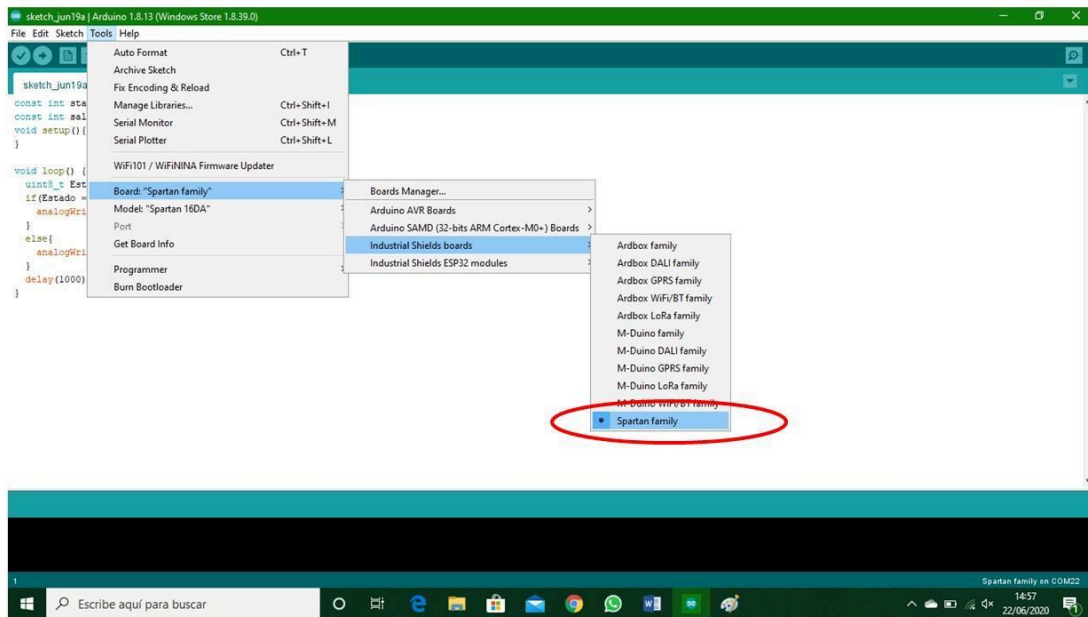 sketch_jun19a | Arduino 1.8.13 (Windows Store 1.8.39.0)
File Edit Sketch Tools Help
sketch_jun19a
Auto Format Ctrl+T
Archive Sketch
Fix Encoding & Reload
Manage Libraries... Ctrl+Shift+I
Serial Monitor Ctrl+Shift+M
Serial Plotter Ctrl+Shift+L
WiFi101 / WiFiNINA Firmware Updater
Board: "Spartan family"
Model: "Spartan 16DA"
Port
Get Board Info
Programmer
Burn Bootloader
const int sta
const int sal
void setup(){
}
void loop() {
uint8_t Est
if(Estado =
analogWri
}
else{
analogWri
}
delay(1000)
}
Boards Manager...
Arduino AVR Boards
Arduino SAMD (32-bits ARM Cortex-M0+) Boards
Industrial Shields boards
Industrial Shields ESP32 modules
Ardbox family
Ardbox DALI family
Ardbox GPRS family
Ardbox WiFi/BT family
Ardbox LoRa family
M-Duino family
M-Duino DALI family
M-Duino GPRS family
M-Duino LoRa family
M-Duino WiFi/BT family
Spartan family
1
Spartan family on COM22
Escribe aquí para buscar
14:57
22/06/2020